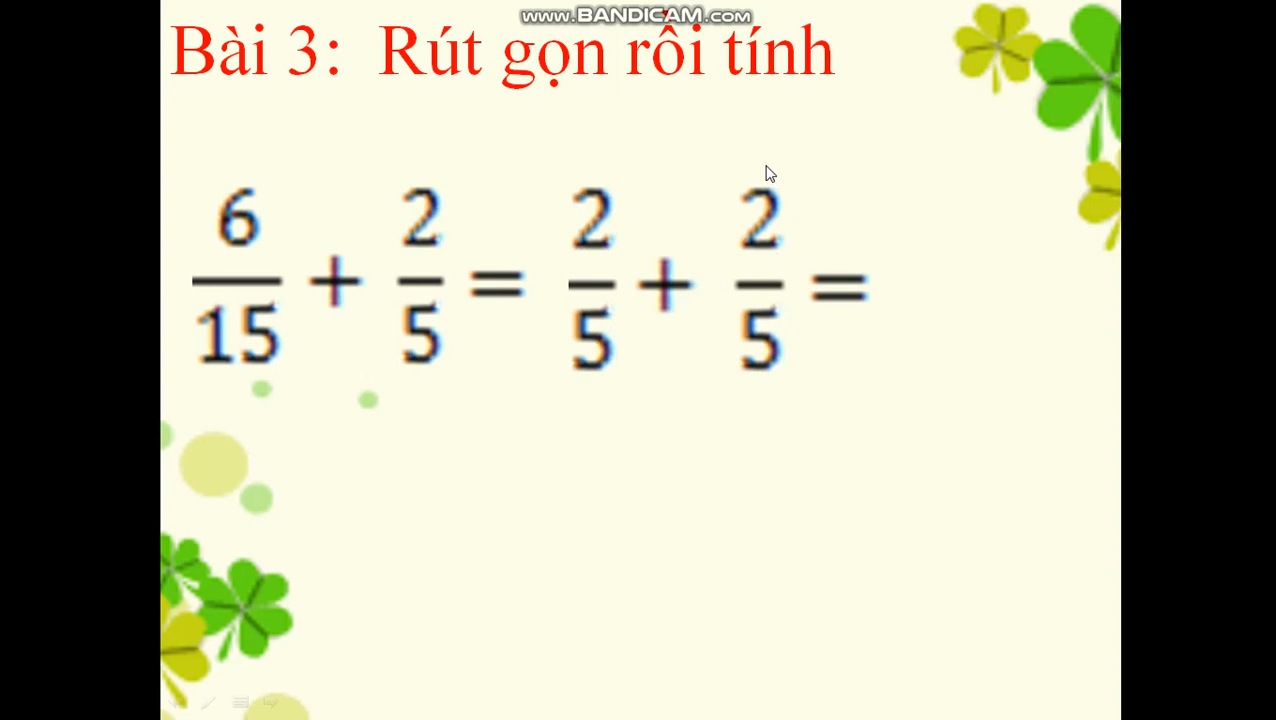 www.BANDICAM.com
Bài 3: Rút gọn rồi tính
6/15 + 2/5 = 2/5 + 2/5 =